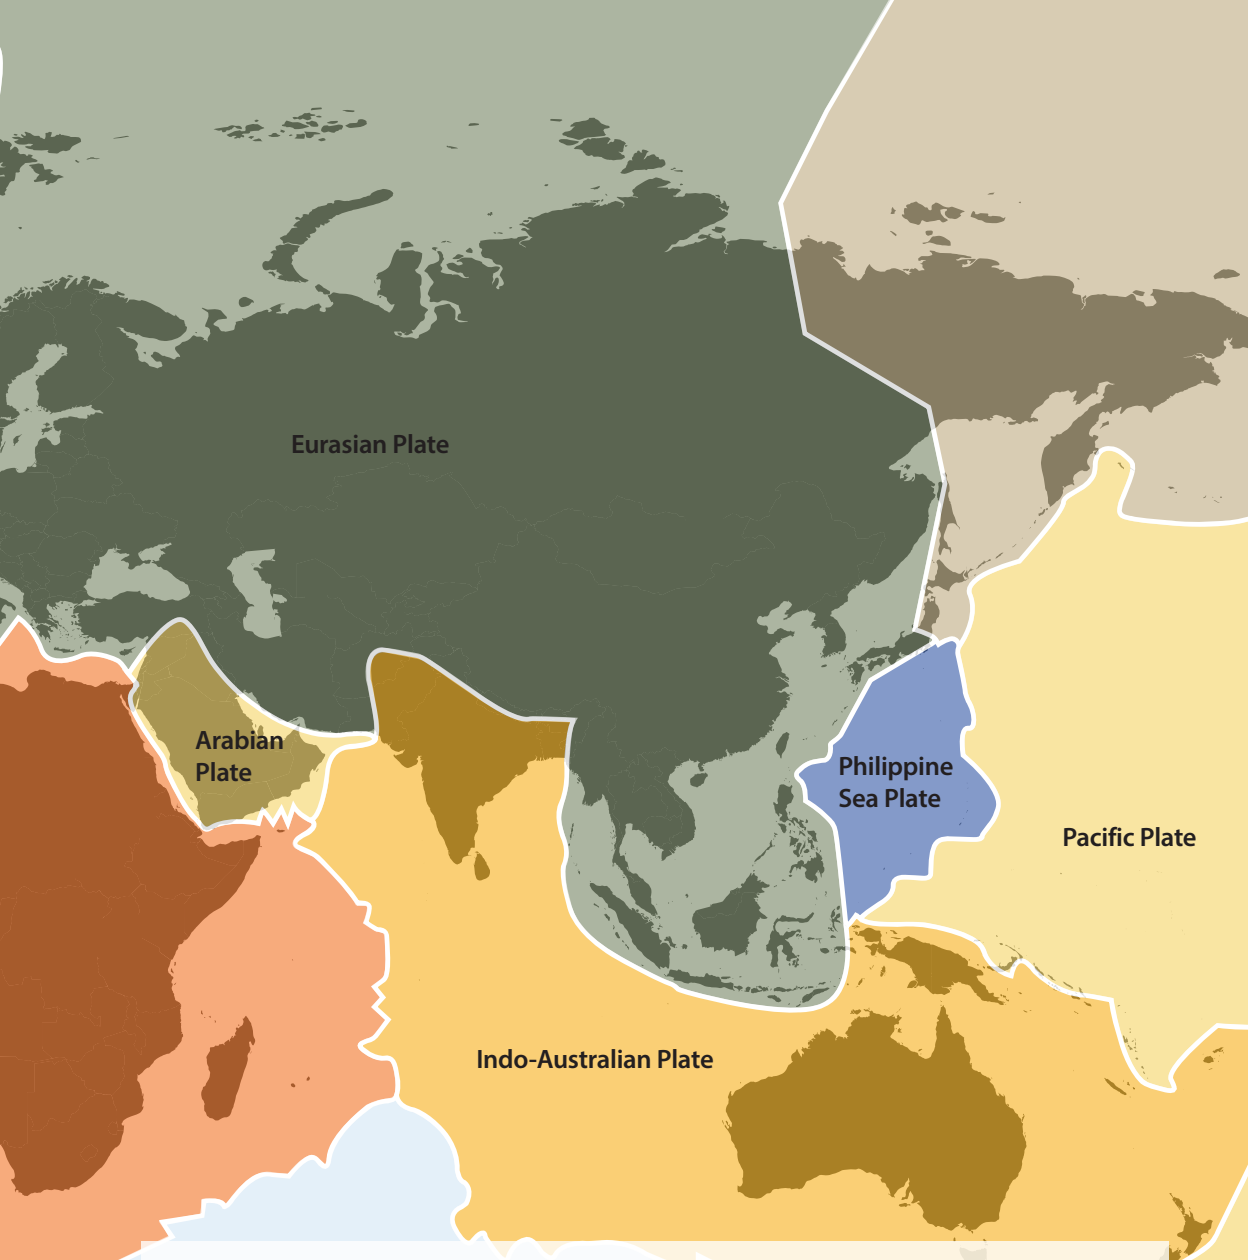 Eurasian Plate
Arabian
Plate
Philippine
Sea Plate
Pacific Plate
Indo-Australian Plate